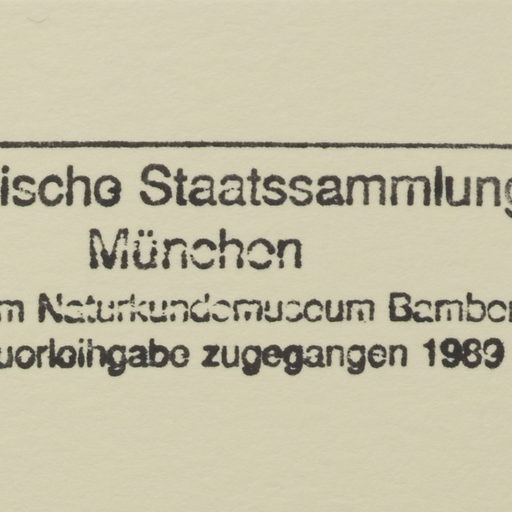 ische Staatssammlung
München
m Naturkundemuseum Bamber
uerleihgabe zugegangen 1989